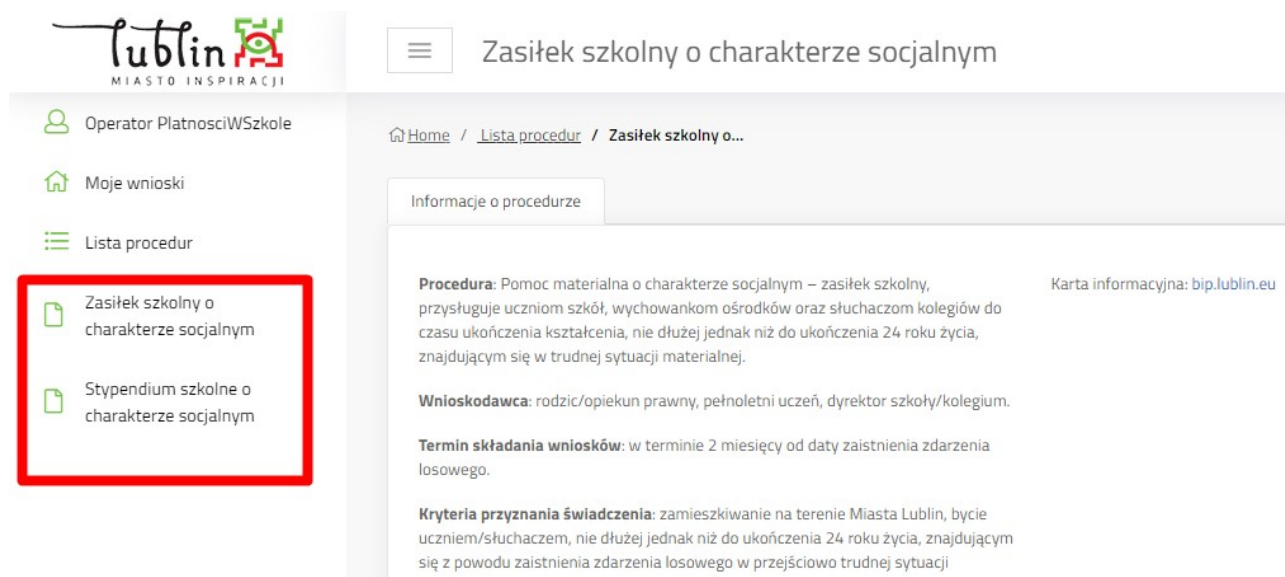 lublin
MIASTO INSPIRACJI
Zasiłek szkolny o charakterze socjalnym
Operator PlatnosciWSzkole
Moje wnioski
Lista procedur
Zasiłek szkolny o
charakterze socjalnym
Stypendium szkolne o
charakterze socjalnym
Home / Lista procedur / Zasiłek szkolny o...
Informacje o procedurze
Procedura: Pomoc materialna o charakterze socjalnym – zasiłek szkolny,
przysługuje uczniom szkół, wychowankom ośrodków oraz słuchaczom kolegiów do
czasu ukończenia kształcenia, nie dłużej jednak niż do ukończenia 24 roku życia,
znajdującym się w trudnej sytuacji materialnej.
Wnioskodawca: rodzic/opiekun prawny, pełnoletni uczeń, dyrektor szkoły/kolegium.
Termin składania wniosków: w terminie 2 miesięcy od daty zaistnienia zdarzenia
losowego.
Kryteria przyznania świadczenia: zamieszkiwanie na terenie Miasta Lublin, bycie
uczniem/słuchaczem, nie dłużej jednak niż do ukończenia 24 roku życia, znajdującym
się z powodu zaistnienia zdarzenia losowego w przejściowo trudnej sytuacji
Karta informacyjna: bip.lublin.eu